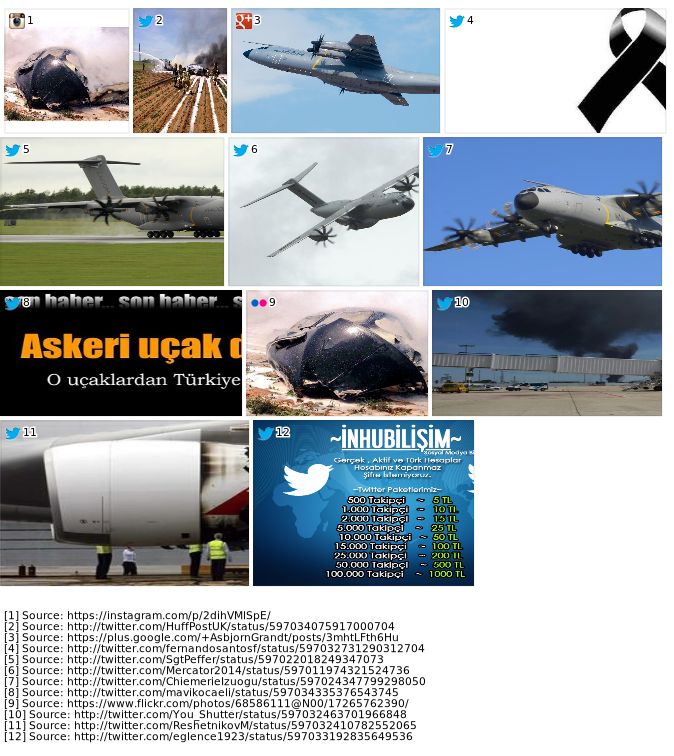 1
2
3
4
5
6
7
son haber... son haber... s
8
Askeri uçak d
O uçaklardan Türkiye
9
10
11
12
~İNHUBİLİŞİM~
Sosyal Medya Bi
Gerçek , Aktif ve Türk Hesaplar
Hesabınız Kapanmaz
Şifre İstemiyoruz.
~Twitter Paketlerimiz~
500 Takipçi ~ 5 TL
1.000 Takipçi ~ 10 TL
2.000 Takipçi ~ 15 TL
5.000 Takipçi ~ 25 TL
10.000 Takipçi ~ 50 TL
15.000 Takipçi ~ 100 TL
25.000 Takipçi ~ 200 TL
50.000 Takipçi ~ 500 TL
100.000 Takipçi ~ 1000 TL
[1] Source: https://instagram.com/p/2dihVMISpE/
[2] Source: http://twitter.com/HuffPostUK/status/597034075917000704
[3] Source: https://plus.google.com/+AsbjornGrandt/posts/3mhtLFth6Hu
[4] Source: http://twitter.com/fernandosantosf/status/597032731290312704
[5] Source: http://twitter.com/SgtPeffer/status/597022018249347073
[6] Source: http://twitter.com/Mercator2014/status/597011974321524736
[7] Source: http://twitter.com/Chiemerielzuogu/status/597024347799298050
[8] Source: http://twitter.com/mavikocaeli/status/597034335376543745
[9] Source: https://www.flickr.com/photos/68586111@N00/17265762390/
[10] Source: http://twitter.com/You_Shutter/status/597032463701966848
[11] Source: http://twitter.com/ReshetnikovM/status/597032410782552065
[12] Source: http://twitter.com/eglence1923/status/597033192835649536